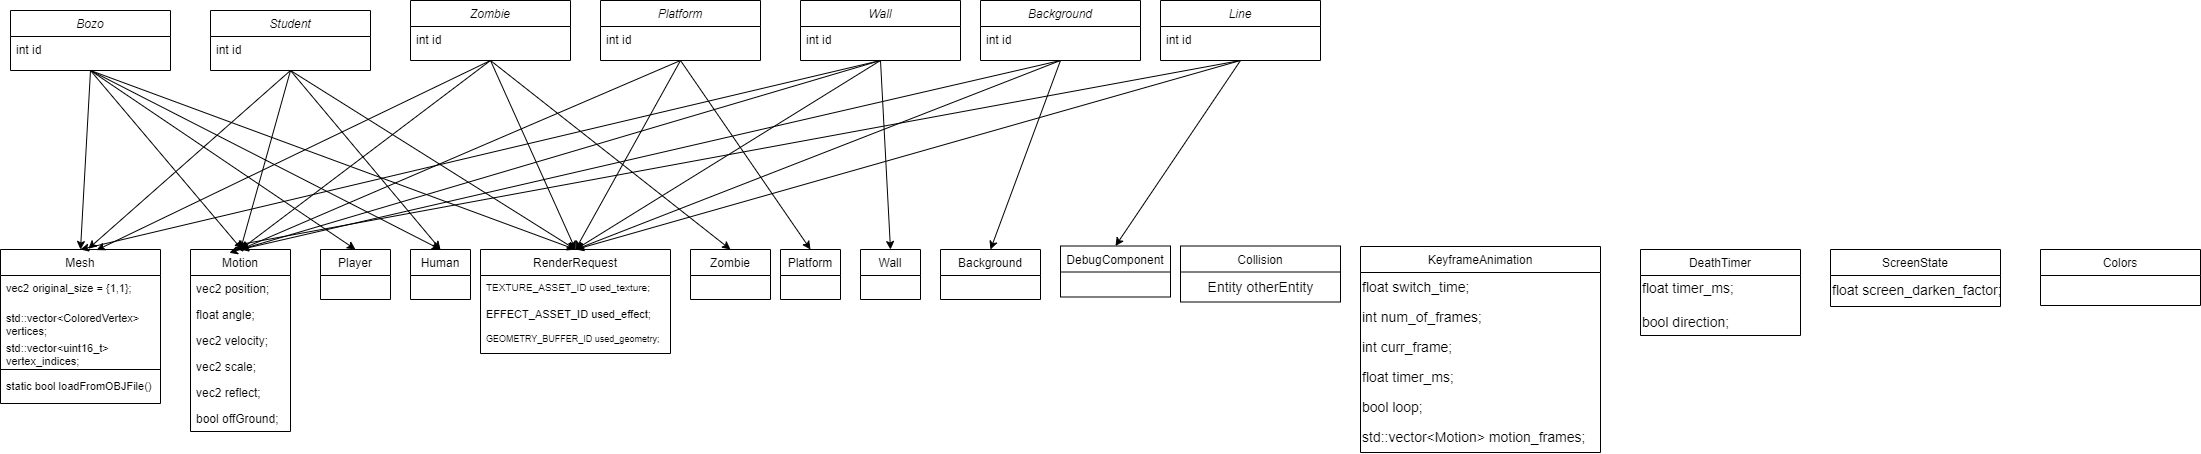 Bozo
int id
Student
int id
Zombie
int id
Platform
int id
Wall
int id
Background
int id
Line
int id
Mesh
vec2 original_size = {1,1};
std::vector<ColoredVertex>
vertices;
std::vector<uint16_t>
vertex_indices;
static bool loadFromOBJFile()
Motion
vec2 position;
float angle;
vec2 velocity;
vec2 scale;
vec2 reflect;
bool offGround;
Player
Human
RenderRequest
TEXTURE_ASSET_ID used_texture;
EFFECT_ASSET_ID used_effect;
GEOMETRY_BUFFER_ID used_geometry;
Zombie
Platform
Wall
Background
DebugComponent
Collision
Entity otherEntity
KeyframeAnimation
float switch_time;
int num_of_frames;
int curr_frame;
float timer_ms;
bool loop;
std::vector<Motion> motion_frames;
DeathTimer
float timer_ms;
bool direction;
ScreenState
float screen_darken_factor;
Colors